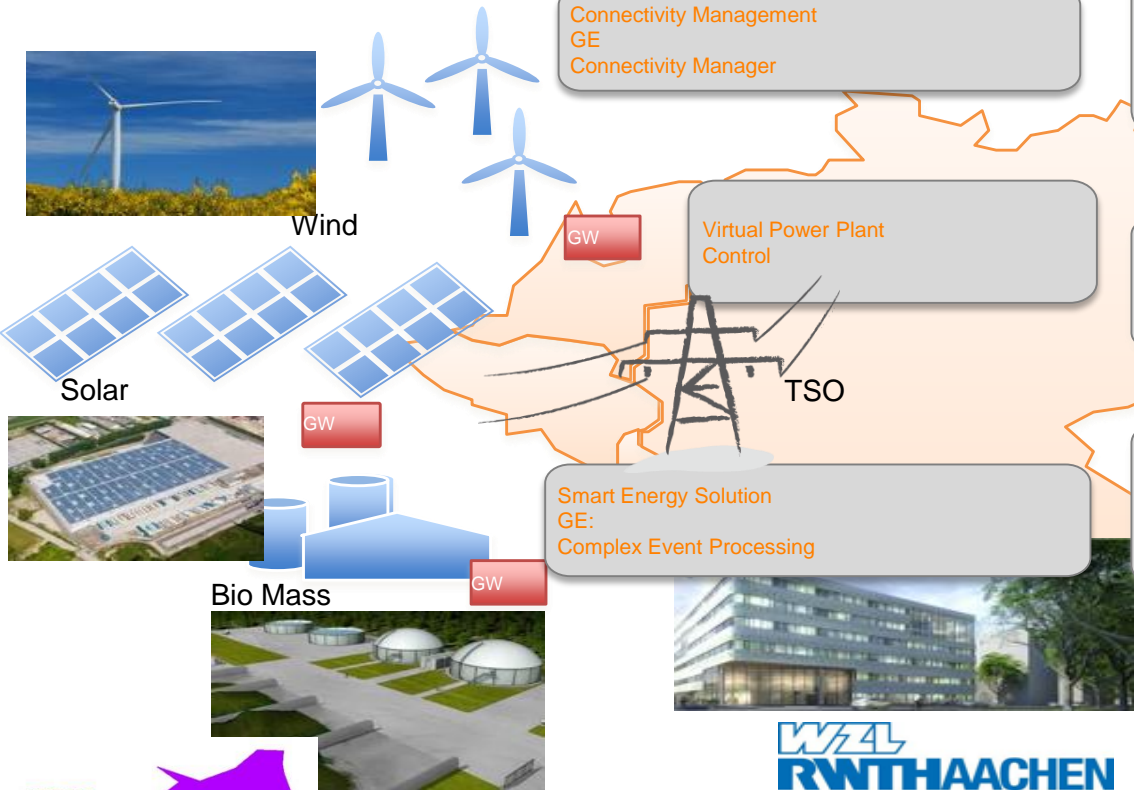 Connectivity Management
GE
Connectivity Manager
Wind
GW
Virtual Power Plant
Control
Solar
TSO
GW
Smart Energy Solution
GE:
Complex Event Processing
GW
Bio Mass
WZL
RWTHAACHEN